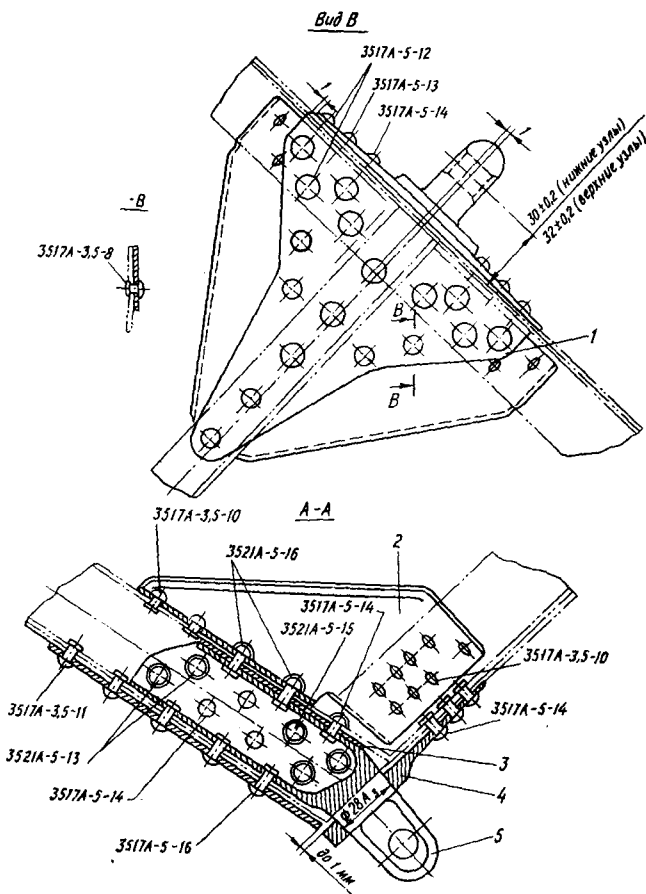 Вид В
3517А-5-12
3517А-5-13
3517А-5-14
1
1
30±0,2 (нижние узлы)
32±0,2 (верхние узлы)
-В
3517А-3,5-8
В
В
1
А-А
3517А-3,5-10
3521А-5-16
2
3517А-5-14
3521А-5-15
3517А-3,5-10
3517А-5-14
3517А-3,5-11
3521А-5-13
3517А-5-14
3517А-5-16
3
4
Ф28А
5
до 1 мм